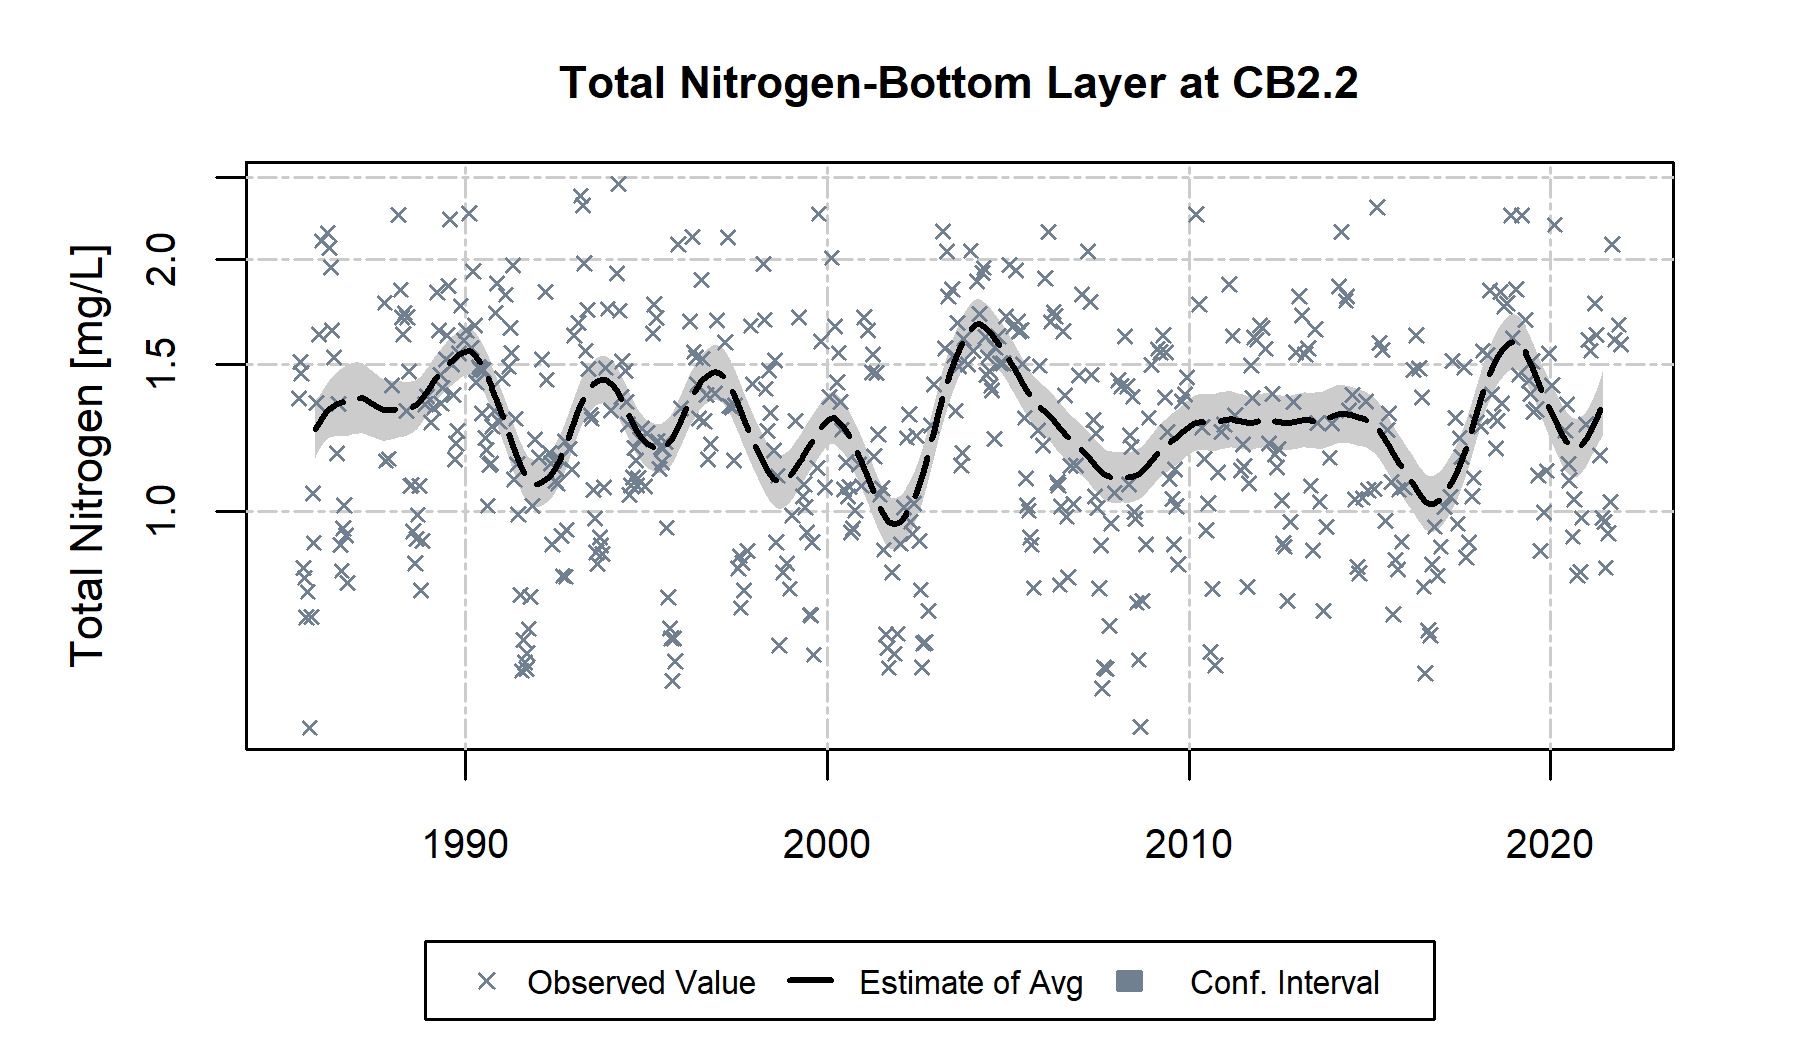 Total Nitrogen-Bottom Layer at CB2.2
Total Nitrogen [mg/L]
2.0
1.5
1.0
1990 2000 2010 2020
Observed Value Estimate of Avg Conf. Interval